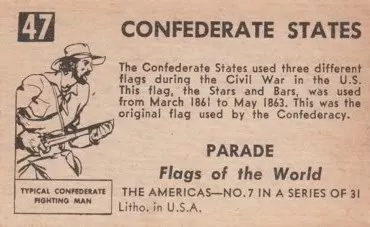 47
CONFEDERATE STATES
The Confederate States used three different
flags during the Civil War in the U.S.
This flag, the Stars and Bars, was used
from March 1861 to May 1863. This was the
original flag used by the Confederacy.
TYPICAL CONFEDERATE
FIGHTING MAN
PARADE
Flags of the World
THE AMERICAS—NO. 7 IN A SERIES OF 31
Litho. in U.S.A.